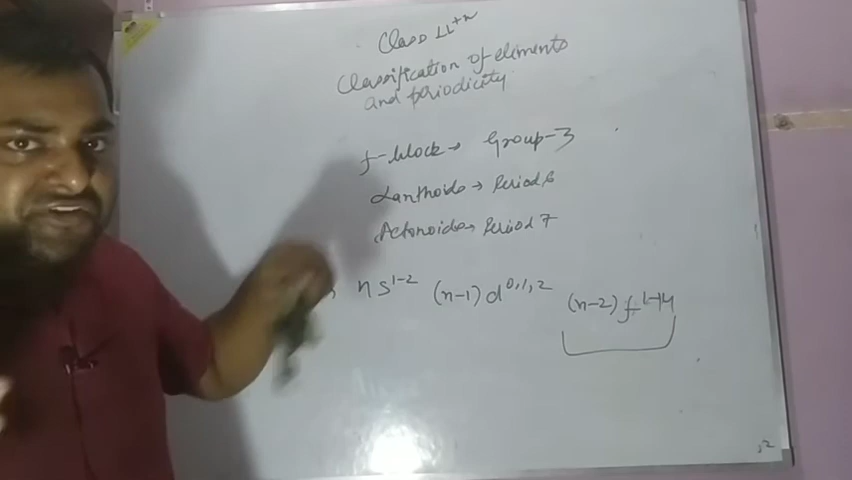 Class 11th
Classification of elements
and periodicity
f-block → Group-3
Lanthoids → Period 6
Actonoids → Period 7
ns¹⁻² (n-1) d⁰,¹,² (n-2) f¹⁻¹⁴